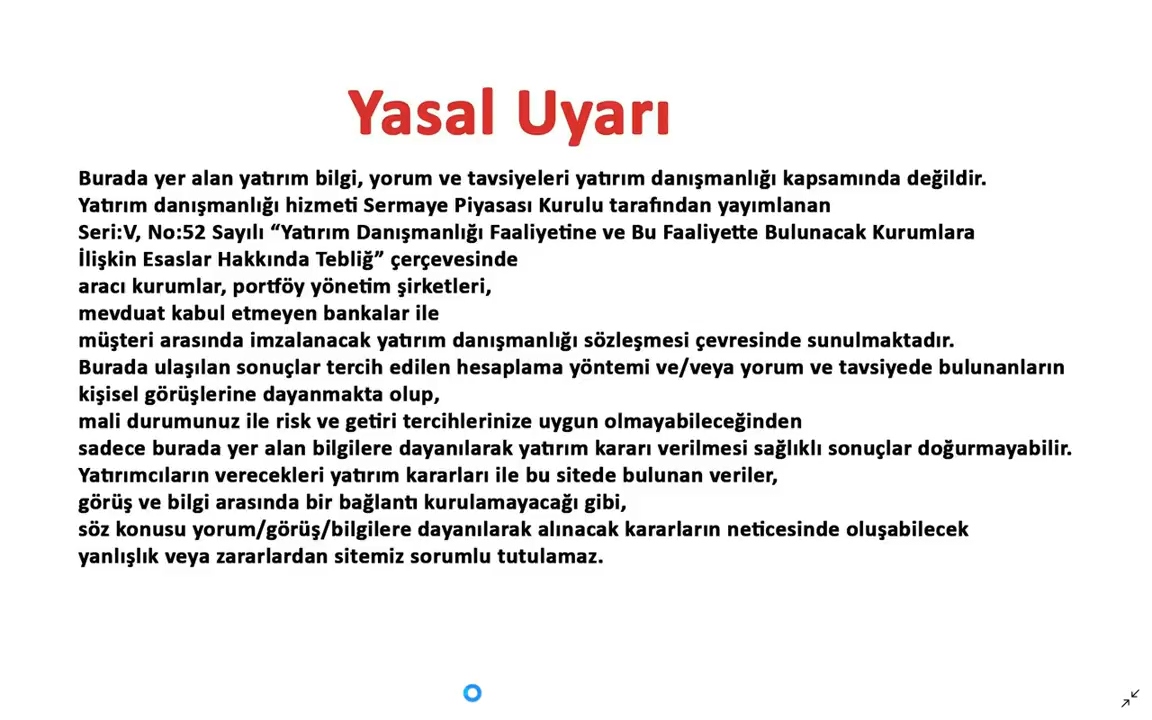 Yasal Uyarı
Burada yer alan yatırım bilgi, yorum ve tavsiyeleri yatırım danışmanlığı kapsamında değildir.
Yatırım danışmanlığı hizmeti Sermaye Piyasası Kurulu tarafından yayımlanan
Seri:V, No:52 Sayılı “Yatırım Danışmanlığı Faaliyetine ve Bu Faaliyette Bulunacak Kurumlara
İlişkin Esaslar Hakkında Tebliğ” çerçevesinde
aracı kurumlar, portföy yönetim şirketleri,
mevduat kabul etmeyen bankalar ile
müşteri arasında imzalanacak yatırım danışmanlığı sözleşmesi çevresinde sunulmaktadır.
Burada ulaşılan sonuçlar tercih edilen hesaplama yöntemi ve/veya yorum ve tavsiyede bulunanların
kişisel görüşlerine dayanmakta olup,
mali durumunuz ile risk ve getiri tercihlerinize uygun olmayabileceğinden
sadece burada yer alan bilgilere dayanılarak yatırım kararı verilmesi sağlıklı sonuçlar doğurmayabilir.
Yatırımcıların verecekleri yatırım kararları ile bu sitede bulunan veriler,
görüş ve bilgi arasında bir bağlantı kurulamayacağı gibi,
söz konusu yorum/görüş/bilgilere dayanılarak alınacak kararların neticesinde oluşabilecek
yanlışlık veya zararlardan sitemiz sorumlu tutulamaz.